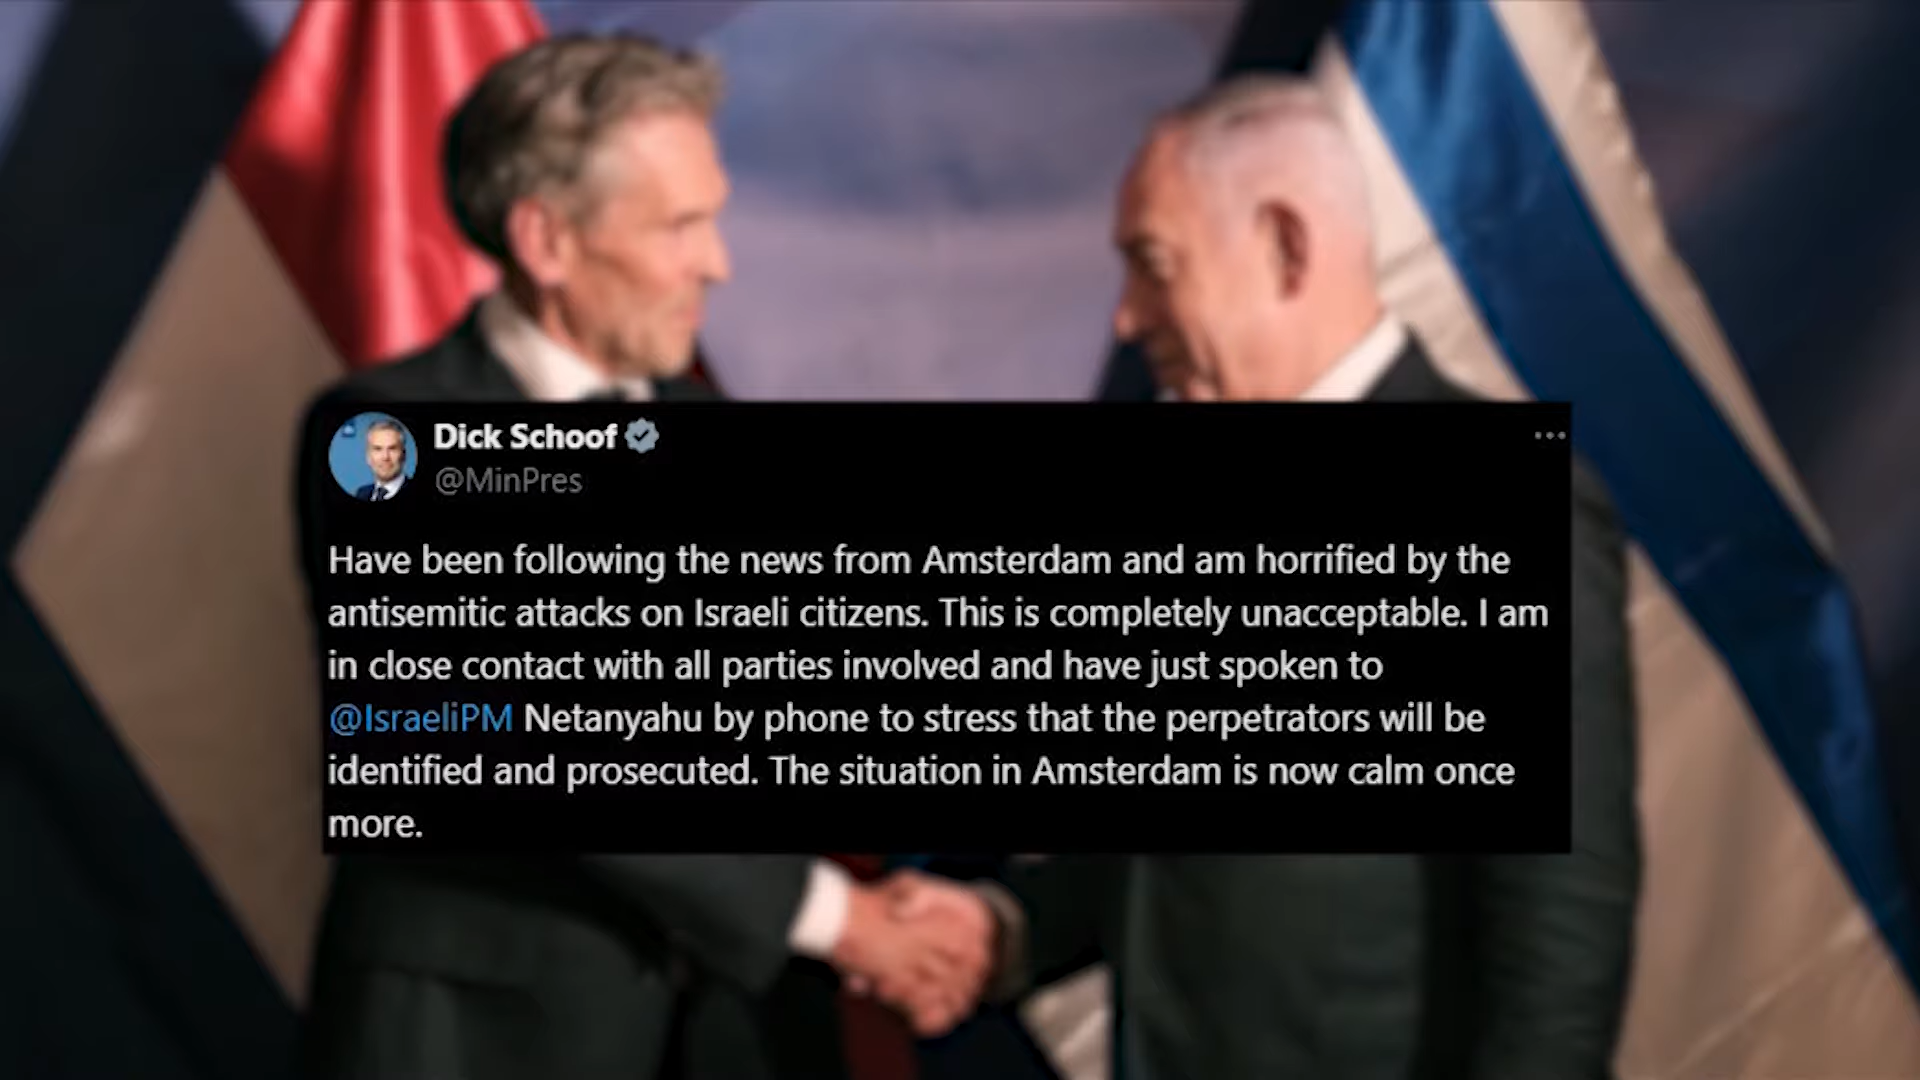 Dick Schoof
@MinPres
Have been following the news from Amsterdam and am horrified by the
antisemitic attacks on Israeli citizens. This is completely unacceptable. I am
in close contact with all parties involved and have just spoken to
@IsraeliPM Netanyahu by phone to stress that the perpetrators will be
identified and prosecuted. The situation in Amsterdam is now calm once
more.